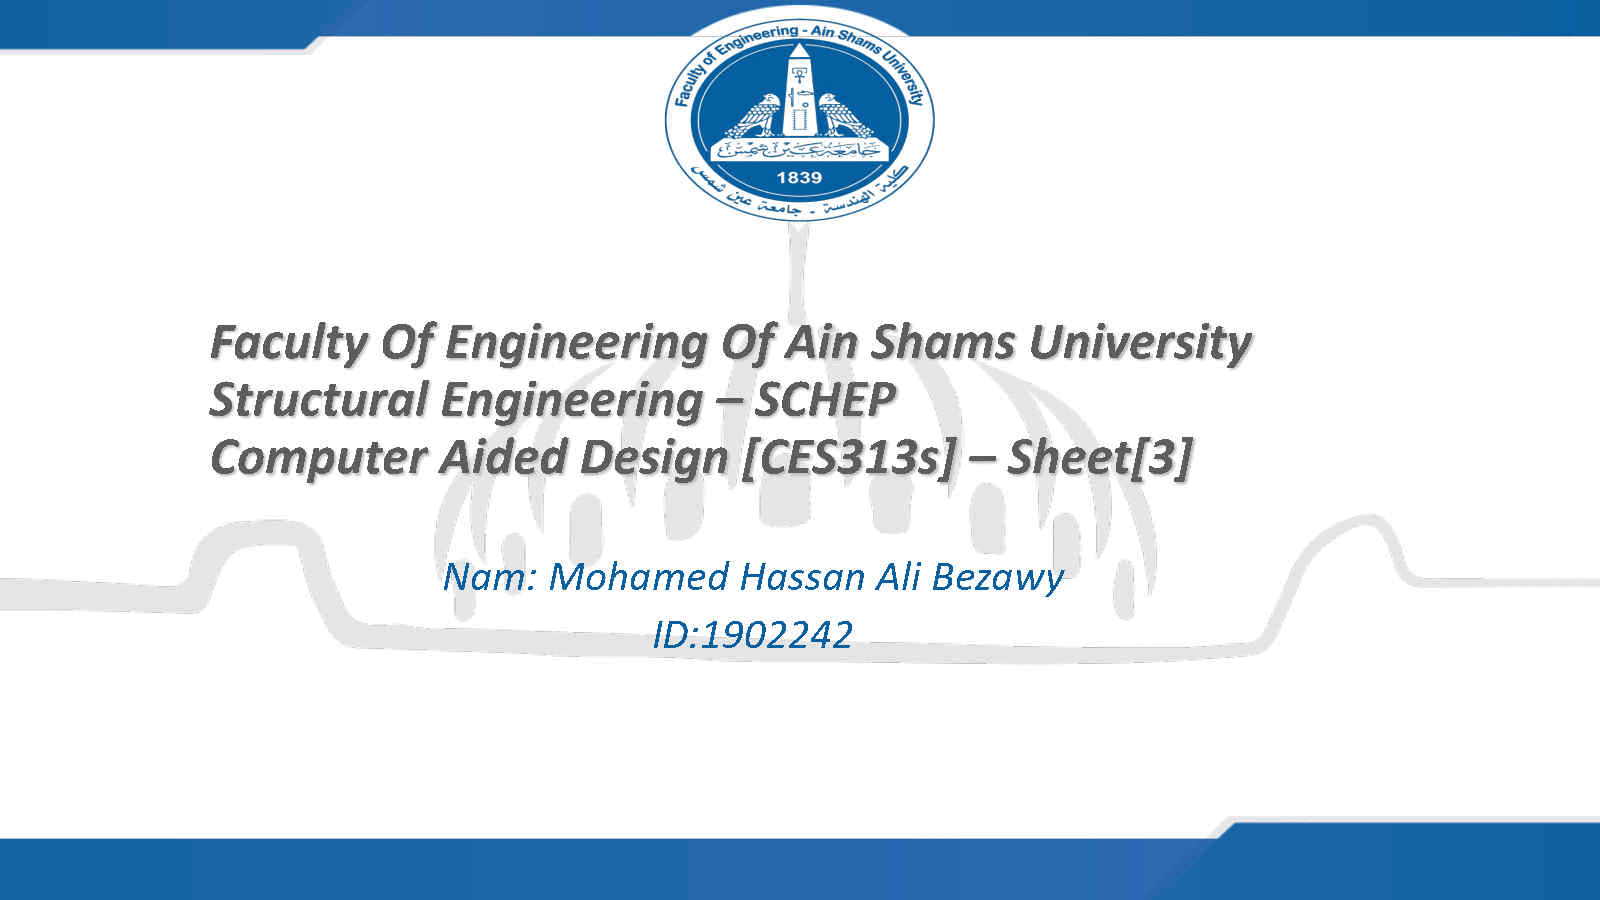 Faculty of Engineering - Ain Shams University
جامعة عين شمس
1839
كلية الهندسة - جامعة عين شمس
Faculty Of Engineering Of Ain Shams University
Structural Engineering – SCHEP
Computer Aided Design [CES313s] – Sheet[3]
Nam: Mohamed Hassan Ali Bezawy
ID:1902242